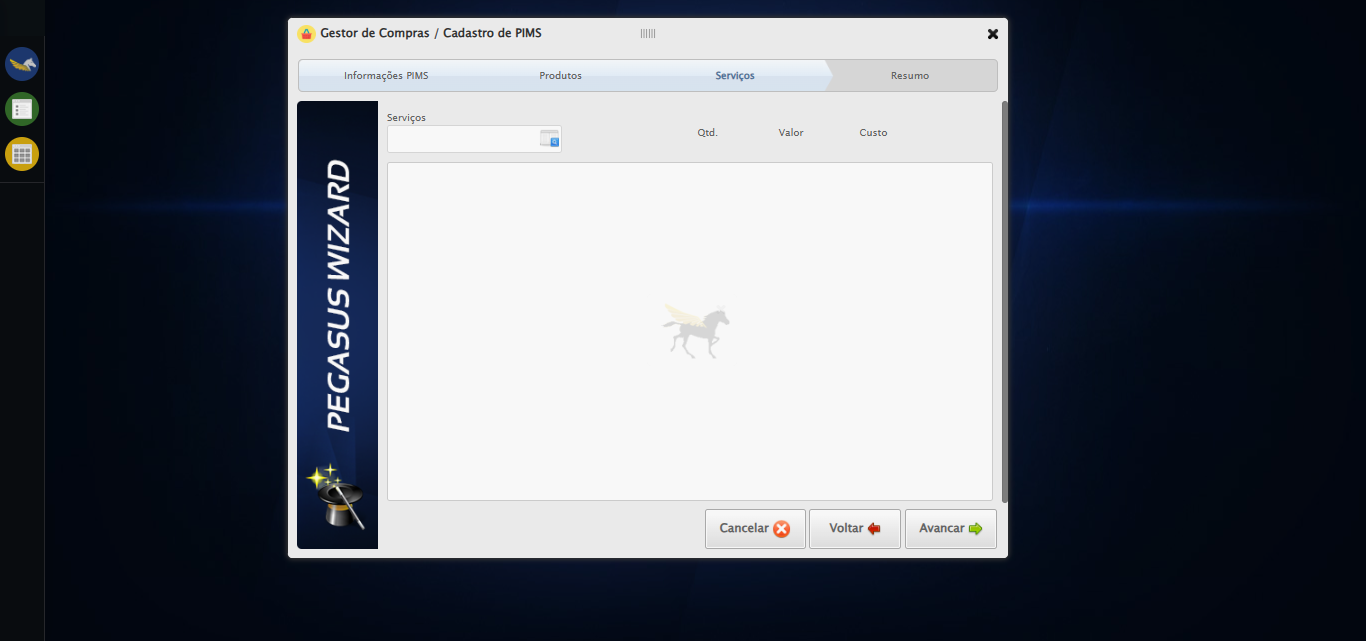 Gestor de Compras / Cadastro de PIMS
Informações PIMS
Produtos
Serviços
Resumo
Serviços
Qtd.
Valor
Custo
PEGASUS WIZARD
Cancelar
Voltar
Avancar